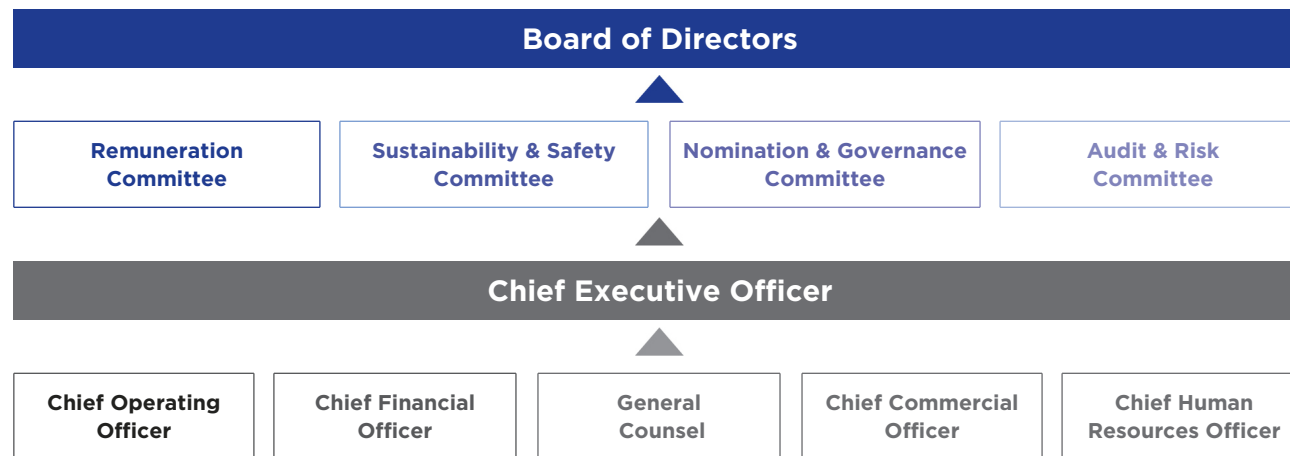 Board of Directors
Remuneration
Committee
Sustainability & Safety
Committee
Nomination & Governance
Committee
Audit & Risk
Committee
Chief Executive Officer
Chief Operating
Officer
Chief Financial
Officer
General
Counsel
Chief Commercial
Officer
Chief Human
Resources Officer